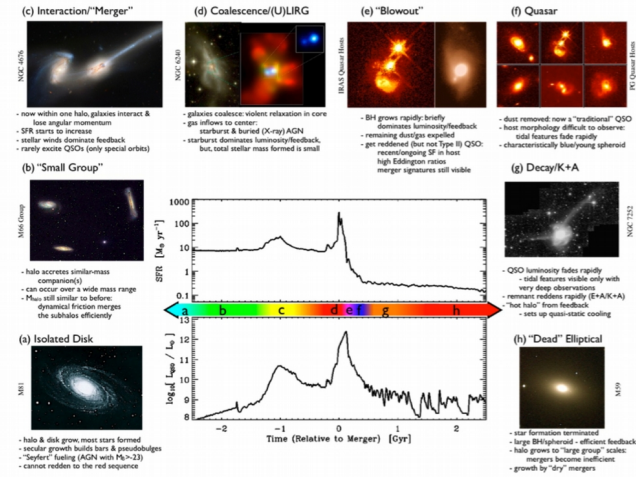 (c) Interaction/"Merger"
NGC 4676
- now within one halo, galaxies interact &
lose angular momentum
- SFR starts to increase
- stellar winds dominate feedback
- rarely excite QSOs (only special orbits)
(d) Coalescence/(U)LIRG
NGC 6240
- galaxies coalesce: violent relaxation in core
- gas inflows to center:
starburst & buried (X-ray) AGN
- starburst dominates luminosity/feedback,
but, total stellar mass formed is small
(e) "Blowout"
IRAS Quasar Hosts
- BH grows rapidly: briefly
dominates luminosity/feedback
- remaining dust/gas expelled
- get reddened (but not Type II) QSO:
recent/ongoing SF in host
high Eddington ratios
merger signatures still visible
(f) Quasar
PG Quasar Hosts
- dust removed: now a "traditional" QSO
- host morphology difficult to observe:
tidal features fade rapidly
- characteristically blue/young spheroid
(b) "Small Group"
M66 Group
- halo accretes similar-mass
companion(s)
- can occur over a wide mass range
- Mhalo still similar to before:
dynamical friction merges
the subhalos efficiently
(g) Decay/K+A
NGC 7252
- QSO luminosity fades rapidly
- tidal features visible only with
very deep observations
- remnant reddens rapidly (E+A/K+A)
- "hot halo" from feedback
- sets up quasi-static cooling
(a) Isolated Disk
M81
- halo & disk grow, most stars formed
- secular growth builds bars & pseudobulges
- "Seyfert" fueling (AGN with MB>-23)
- cannot redden to the red sequence
(h) "Dead" Elliptical
M59
- star formation terminated
- large BH/spheroid - efficient feedback
- halo grows to "large group" scales:
mergers become inefficient
- growth by "dry" mergers
SFR [M⊙ yr-1]
1000
100
10
1
0.1
a b c d e f g h
log10[ LQSO / L⊙ ]
13
12
11
10
9
8
-2 -1 0 1 2
Time (Relative to Merger) [Gyr]